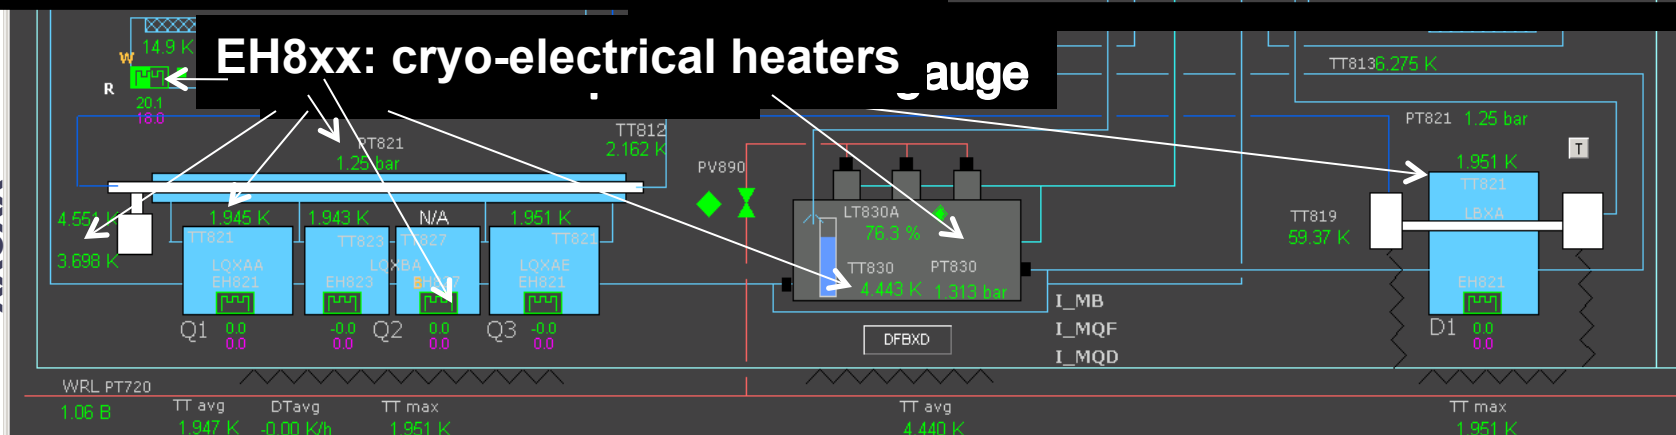 14.9 K
EH8xx: cryo-electrical heaters
auge
W
R
20.1
18.0
TT813 6.275 K
PT821 1.25 bar
T
PT821
1.25 bar
TT812
2.162 K
PV890
1.951 K
TT821
LBXA
EH821
D1 0.0
0.0
4.551 K
3.698 K
1.945 K
1.943 K
N/A
1.951 K
TT821
TT823
TT827
TT821
LQXAA
LQXBA
LQXAE
EH821
EH823
EH821
Q1 0.0
0.0
-0.0
0.0
Q2
0.0
0.0
Q3 -0.0
0.0
LT830A
76.3 %
TT830
4.443 K
PT830
1.313 bar
TT819
59.37 K
I_MB
I_MQF
I_MQD
DFBXD
WRL PT720
1.06 B
TT avg
1.947 K
DTavg
-0.00 K/h
TT max
1.951 K
TT avg
4.440 K
TT max
1.951 K